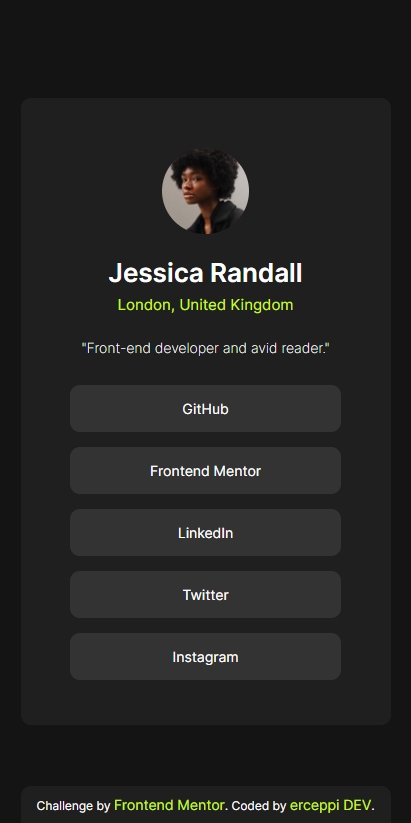 Jessica Randall
London, United Kingdom
"Front-end developer and avid reader."
GitHub
Frontend Mentor
LinkedIn
Twitter
Instagram
Challenge by Frontend Mentor. Coded by erceppi DEV.